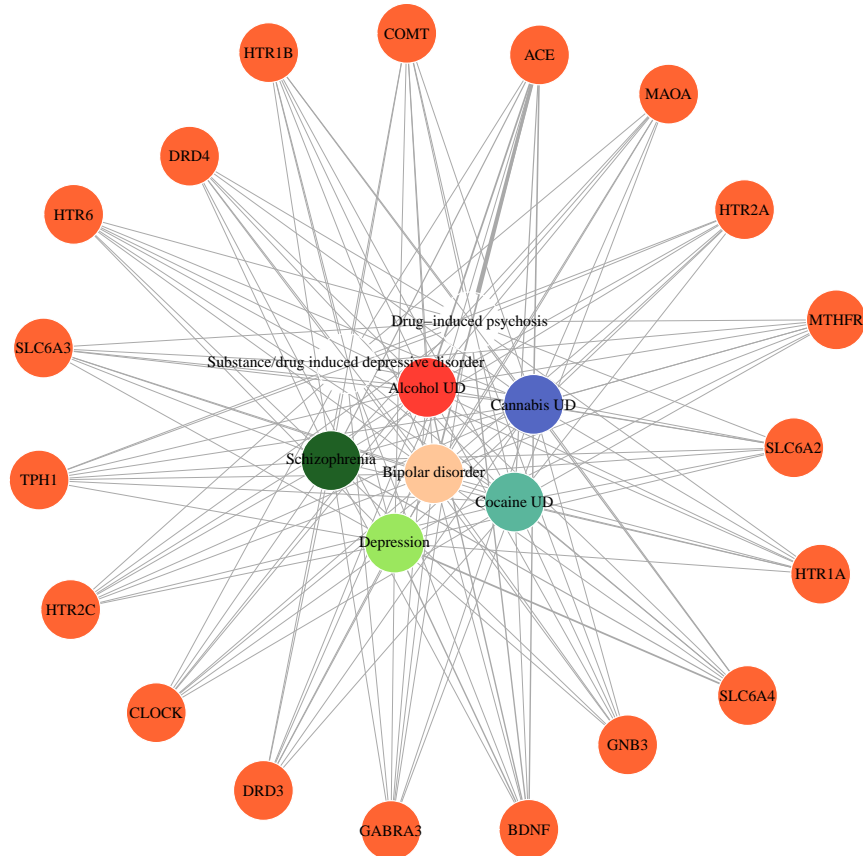 COMT
HTR1B
ACE
MAOA
DRD4
HTR6
HTR2A
MTHFR
Drug-induced psychosis
SLC6A3
Substance/drug induced depressive disorder
Alcohol UD
Cannabis UD
SLC6A2
Schizophrenia
Bipolar disorder
TPH1
Cocaine UD
Depression
HTR1A
HTR2C
SLC6A4
CLOCK
GNB3
DRD3
GABRA3
BDNF